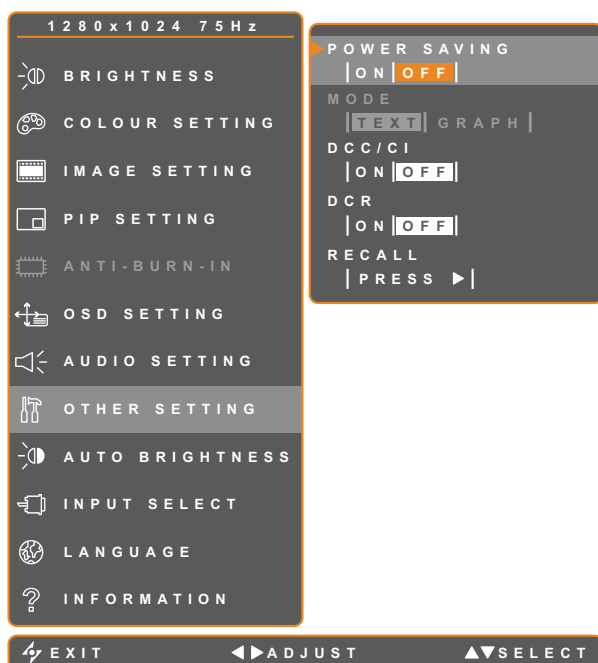 1280x1024 75Hz
BRIGHTNESS
COLOUR SETTING
IMAGE SETTING
PIP SETTING
ANTI-BURN-IN
OSD SETTING
AUDIO SETTING
OTHER SETTING
AUTO BRIGHTNESS
INPUT SELECT
LANGUAGE
INFORMATION
POWER SAVING
ON OFF
MODE
TEXT GRAPH
DCC/CI
ON OFF
DCR
ON OFF
RECALL
PRESS ▶
EXIT ◀▶ADJUST ▲▼SELECT